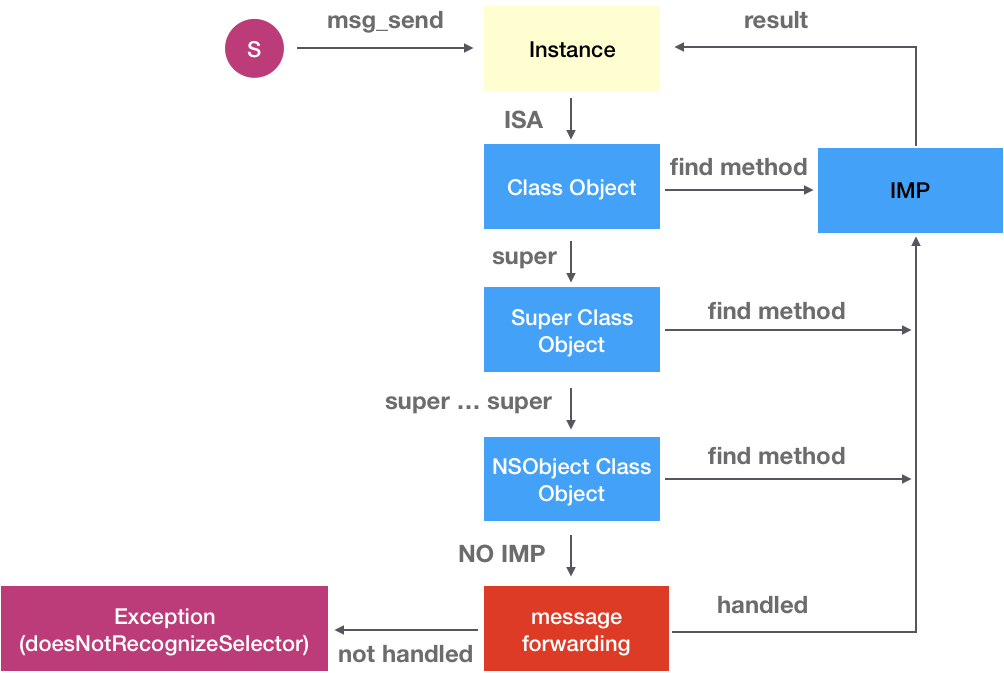 msg_send
result
S
Instance
ISA
find method
Class Object
IMP
super
Super Class
Object
find method
super ... super
NSObject Class
Object
find method
NO IMP
Exception
(doesNotRecognizeSelector)
message
forwarding
handled
not handled